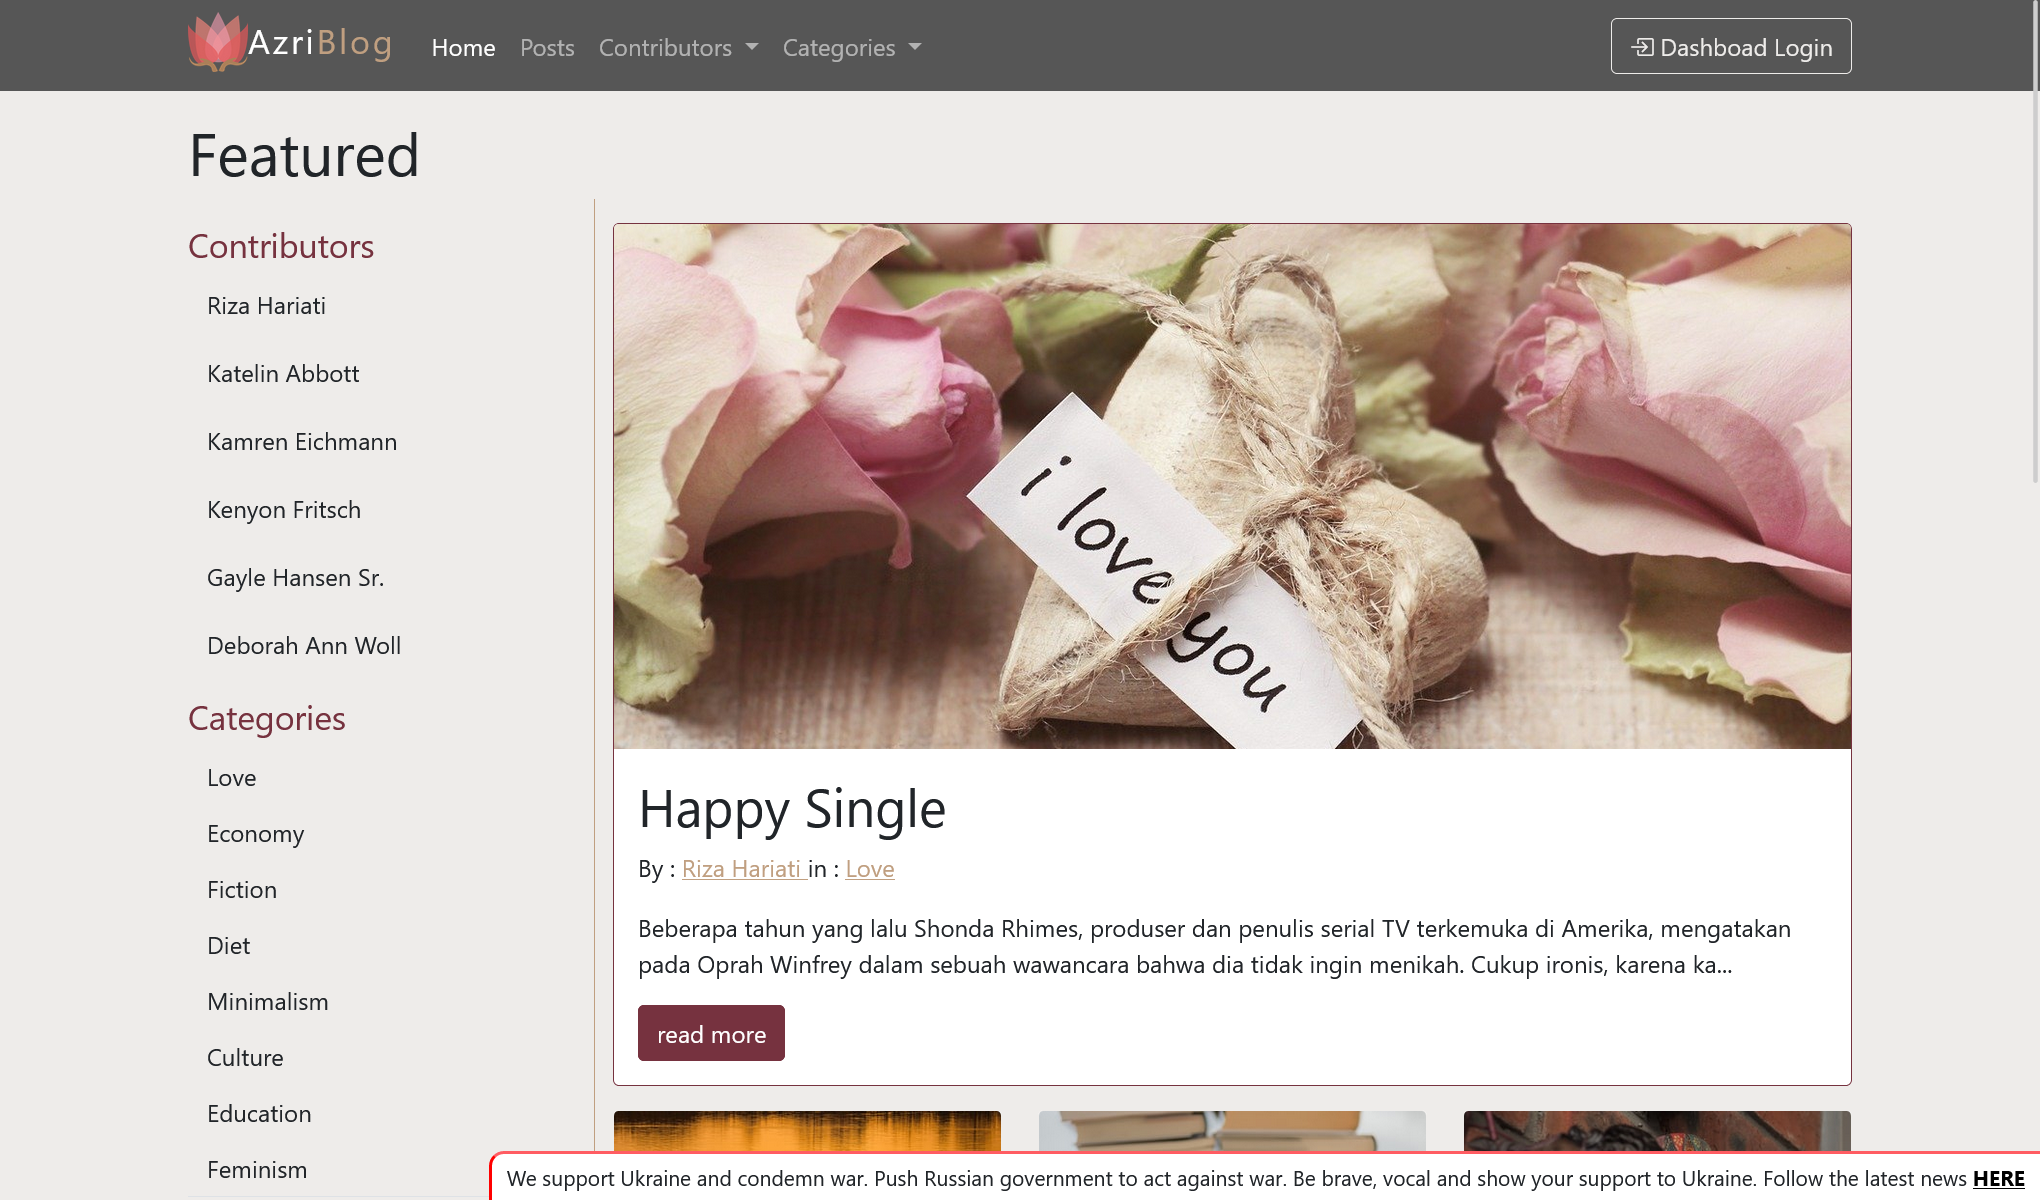 AzriBlog
Home Posts Contributors Categories
Dashboad Login
Featured
Contributors
Riza Hariati
Katelin Abbott
Kamren Eichmann
Kenyon Fritsch
Gayle Hansen Sr.
Deborah Ann Woll
Categories
Love
Economy
Fiction
Diet
Minimalism
Culture
Education
Feminism
i love you
Happy Single
By : Riza Hariati in : Love
Beberapa tahun yang lalu Shonda Rhimes, produser dan penulis serial TV terkemuka di Amerika, mengatakan
pada Oprah Winfrey dalam sebuah wawancara bahwa dia tidak ingin menikah. Cukup ironis, karena ka...
read more
We support Ukraine and condemn war. Push Russian government to act against war. Be brave, vocal and show your support to Ukraine. Follow the latest news HERE